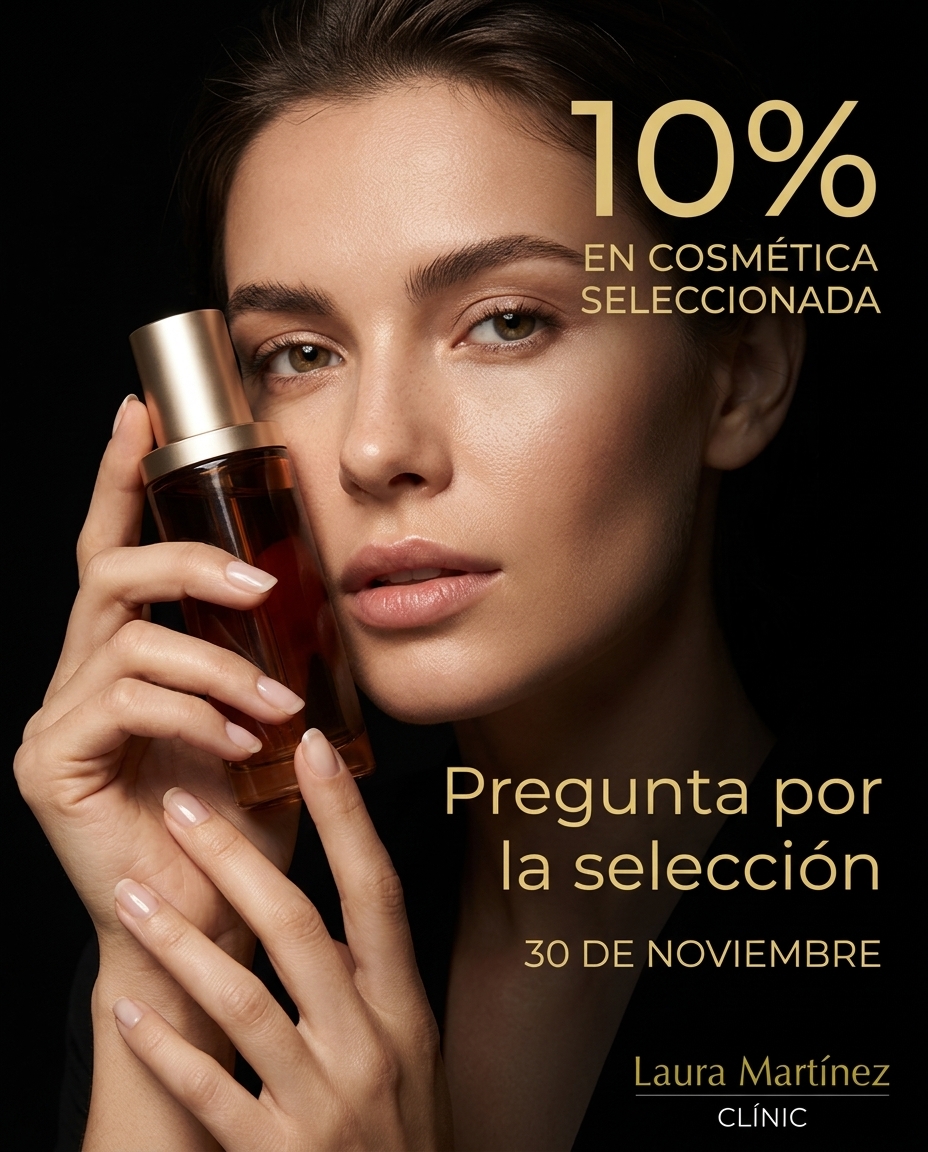 10%
EN COSMÉTICA
SELECCIONADA
Pregunta por
la selección
30 DE NOVIEMBRE
Laura Martínez
CLÍNIC